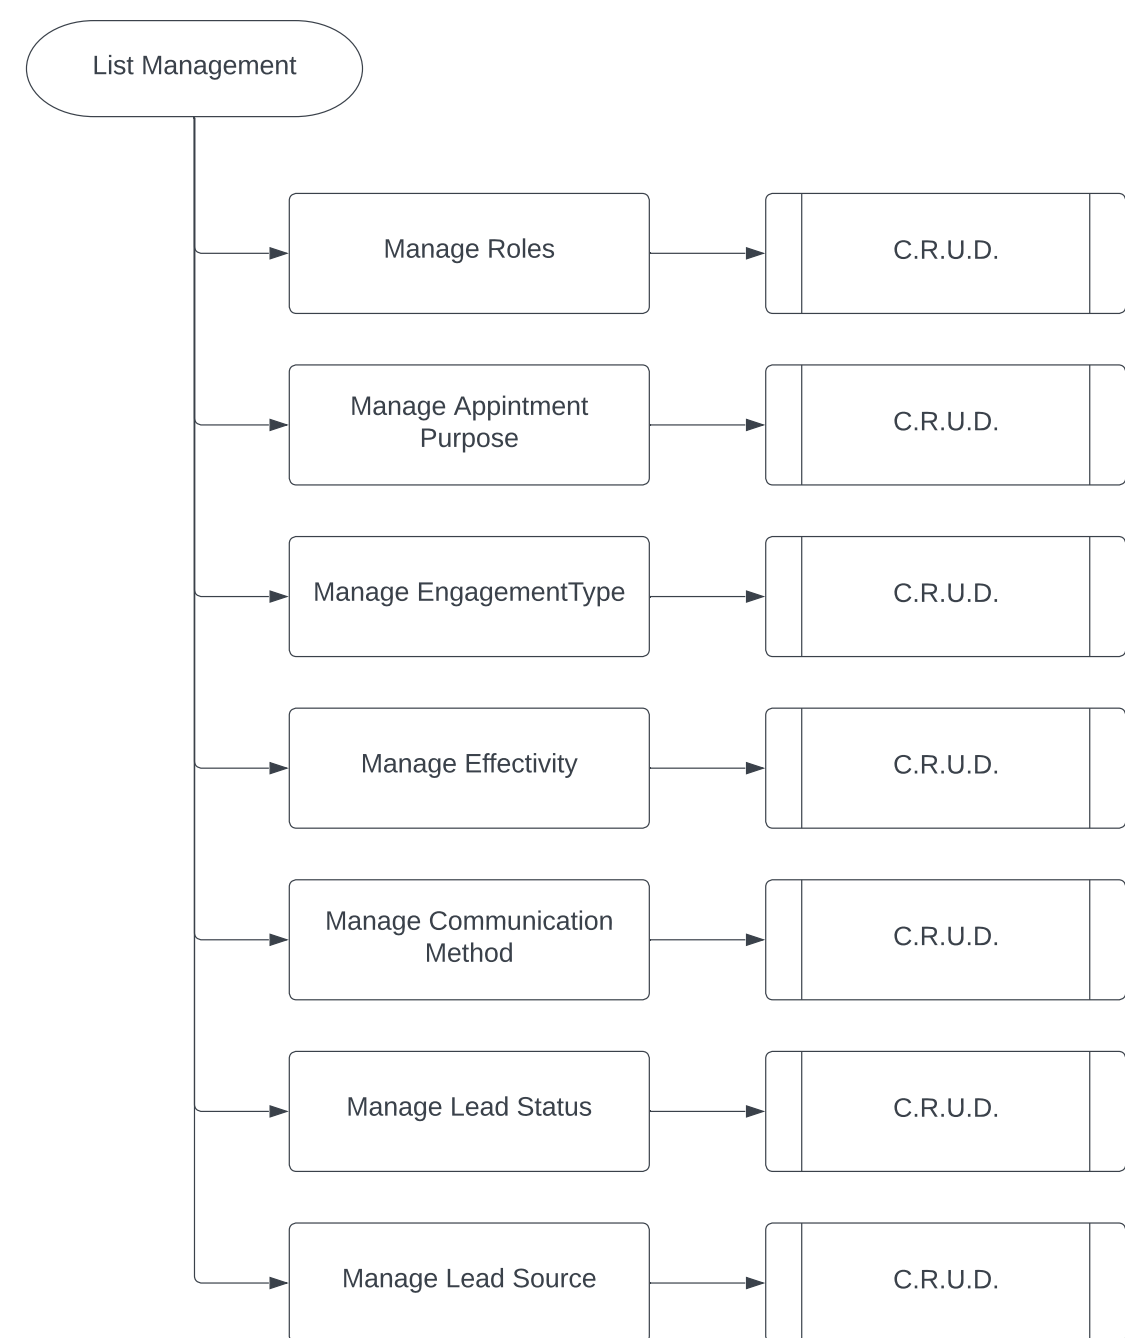 List Management
Manage Roles
C.R.U.D.
Manage Appintment
Purpose
C.R.U.D.
Manage EngagementType
C.R.U.D.
Manage Effectivity
C.R.U.D.
Manage Communication
Method
C.R.U.D.
Manage Lead Status
C.R.U.D.
Manage Lead Source
C.R.U.D.